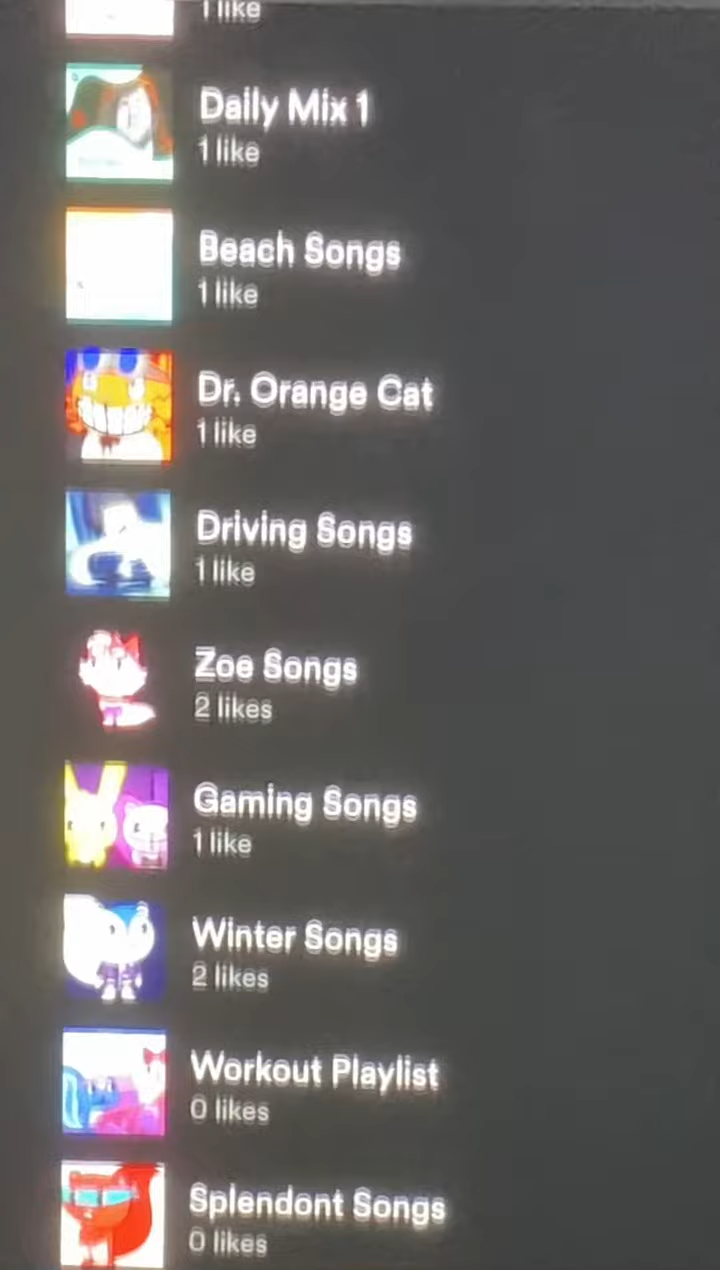 1 like
Daily Mix 1
1 like
Beach Songs
1 like
Dr. Orange Cat
1 like
Driving Songs
1 like
Zoe Songs
2 likes
Gaming Songs
1 like
Winter Songs
2 likes
Workout Playlist
0 likes
Splendont Songs
0 likes